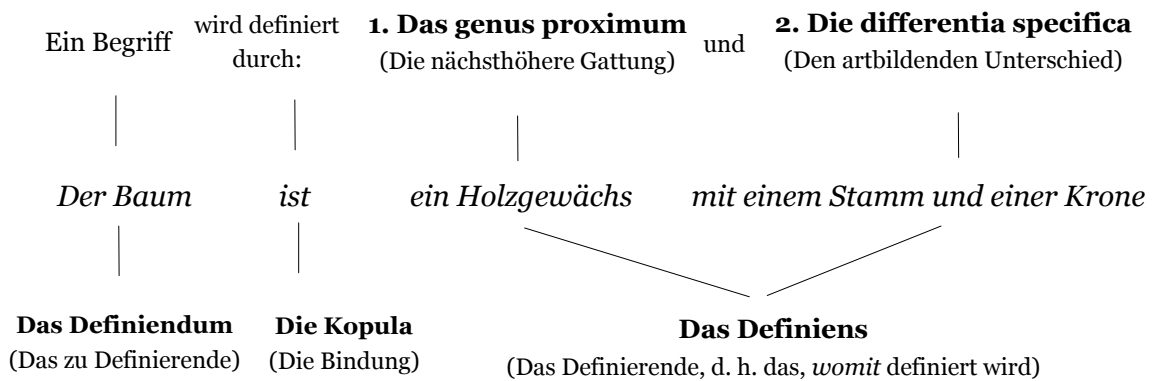 Ein Begriff
wird definiert
durch:
1. Das genus proximum
(Die nächsthöhere Gattung)
und
2. Die differentia specifica
(Den artbildenden Unterschied)
Der Baum
ist
ein Holzgewächs
mit einem Stamm und einer Krone
Das Definiendum
(Das zu Definierende)
Die Kopula
(Die Bindung)
Das Definiens
(Das Definierende, d. h. das, womit definiert wird)